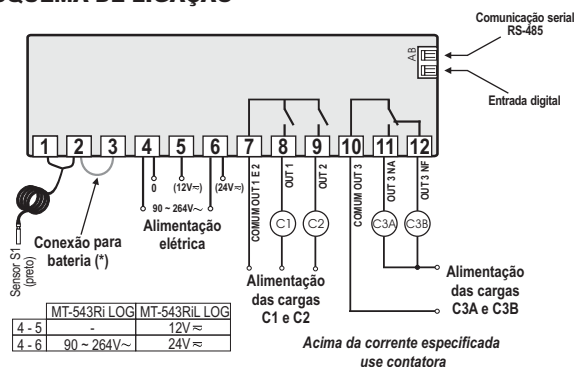 ESQUEMA DE LIGAÇÃO
Comunicação serial
RS-485
A B
Entrada digital
1 2 3 4 5 6 7 8 9 10 11 12
0 (12V⎓) (24V⎓)
90 ~ 264V~
Alimentação
elétrica
Sensor S1
(preto)
Conexão para
bateria (*)
COMUM OUT 1 E 2
OUT 1
OUT 2
COMUM OUT 3
OUT 3 NA
OUT 3 NF
C1 C2 C3A C3B
Alimentação
das cargas
C1 e C2
Alimentação
das cargas
C3A e C3B
MT-543Ri LOG MT-543RiL LOG
4 - 5 - 12V≂
4 - 6 90 ~ 264V~ 24V≂
Acima da corrente especificada
use contatora